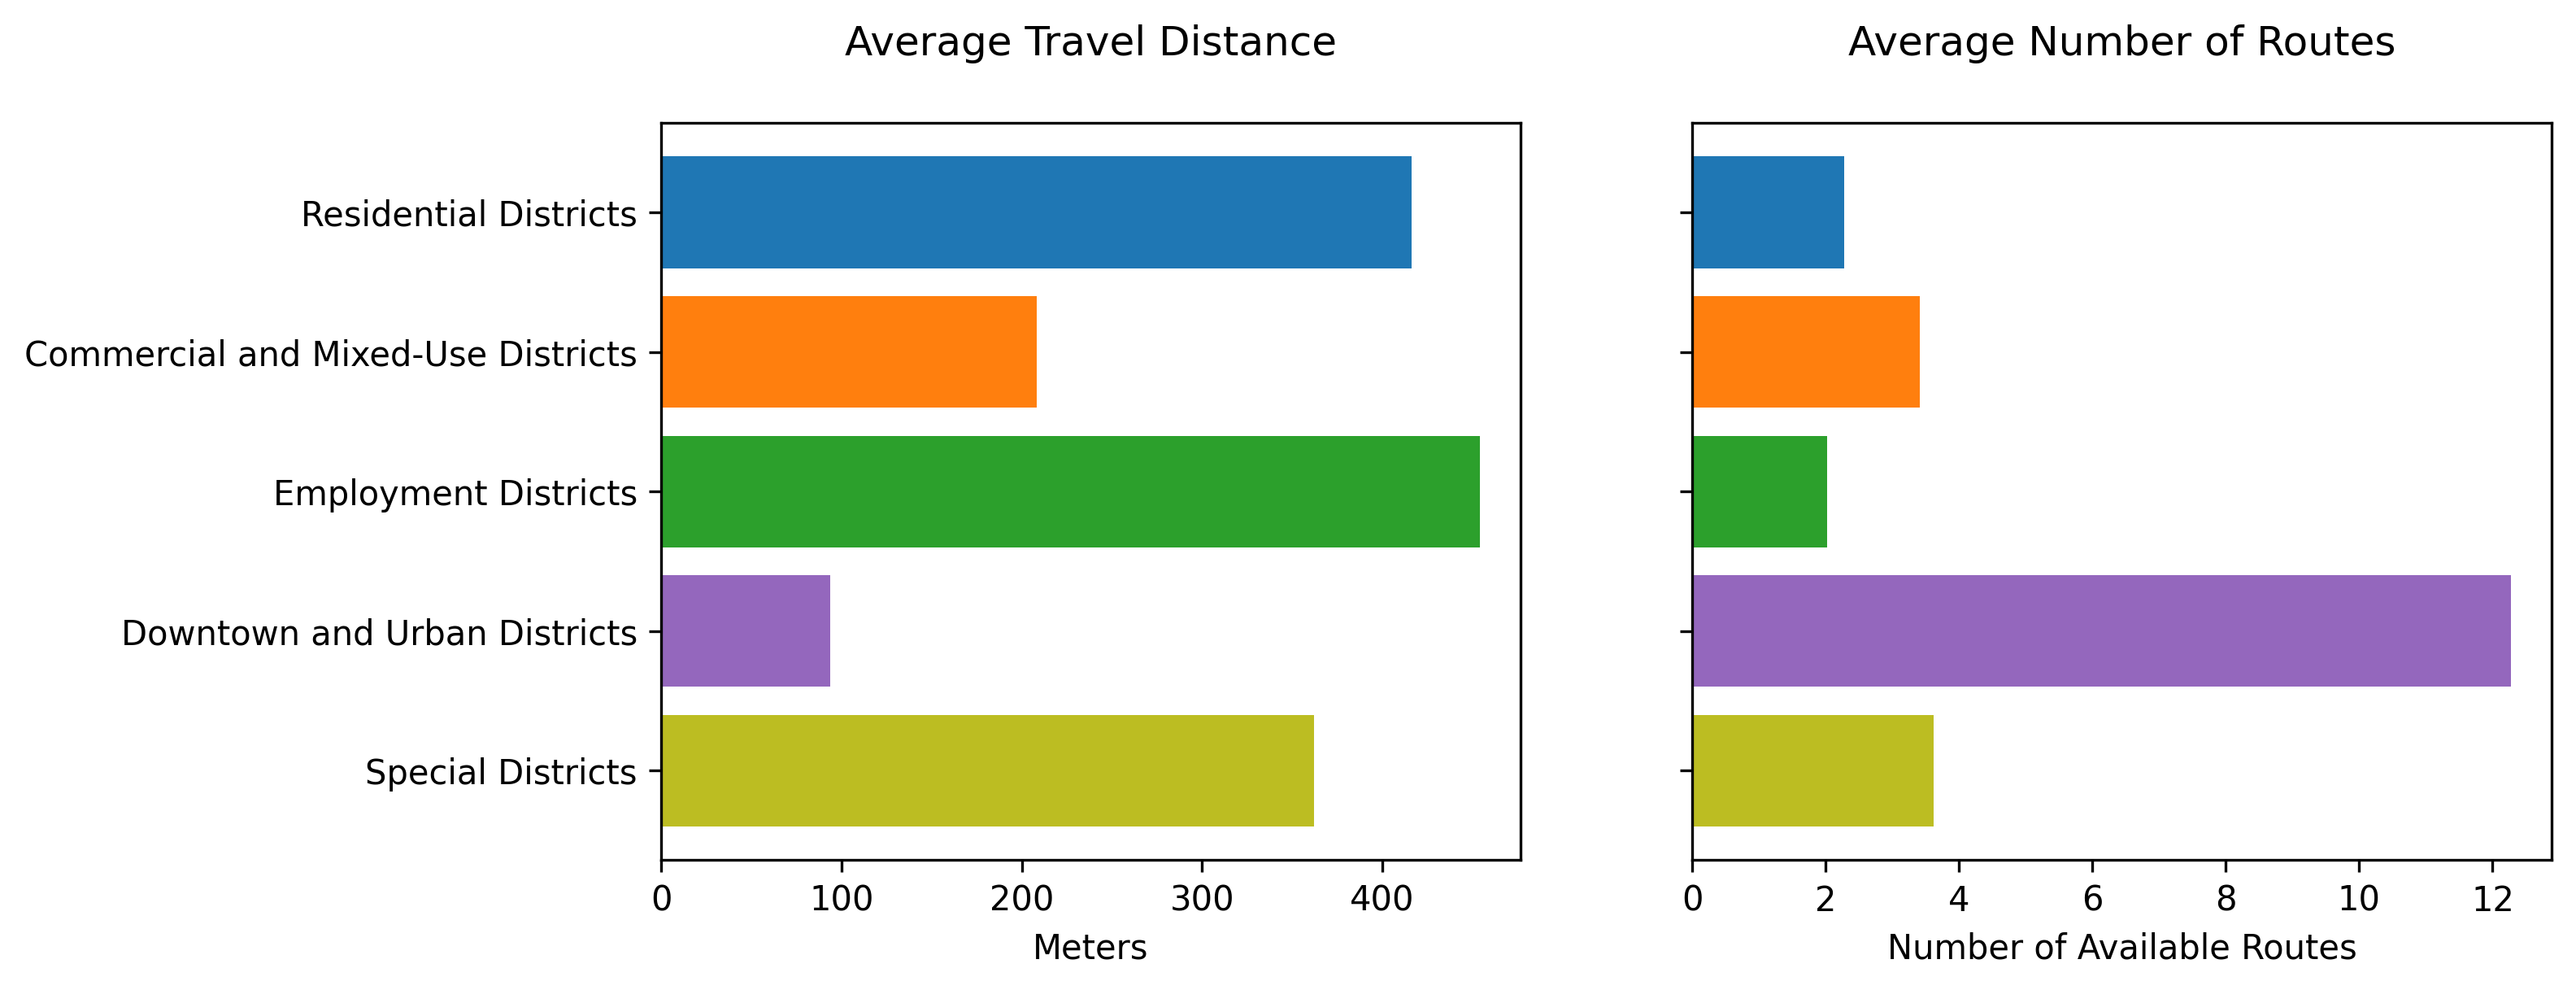 Average Travel Distance
Average Number of Routes
Residential Districts
Commercial and Mixed-Use Districts
Employment Districts
Downtown and Urban Districts
Special Districts
0 100 200 300 400
0 2 4 6 8 10 12
Meters
Number of Available Routes